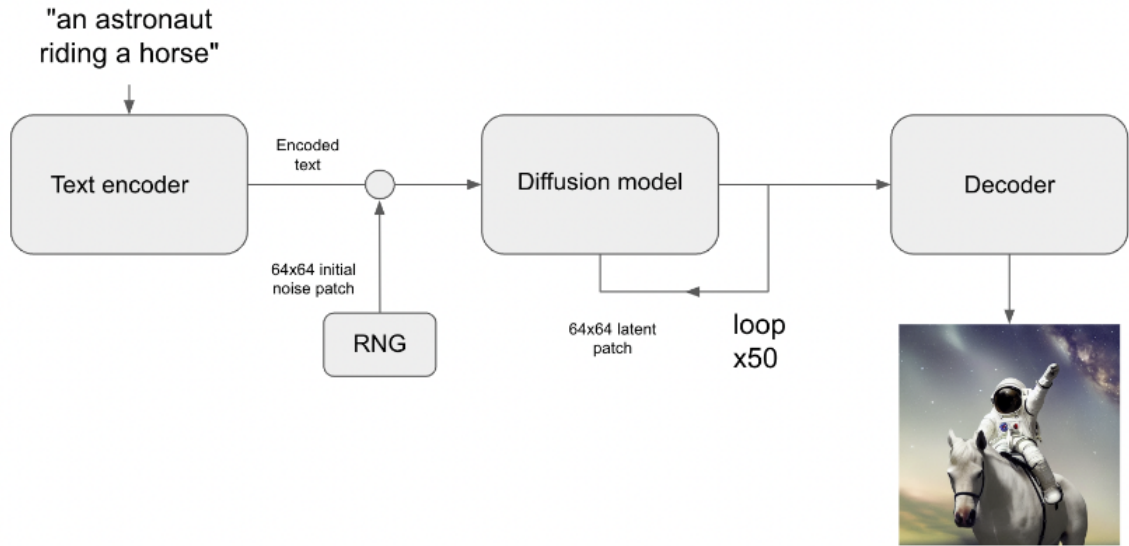 "an astronaut
riding a horse"
Text encoder
Encoded
text
64x64 initial
noise patch
RNG
Diffusion model
64x64 latent
patch
loop
x50
Decoder